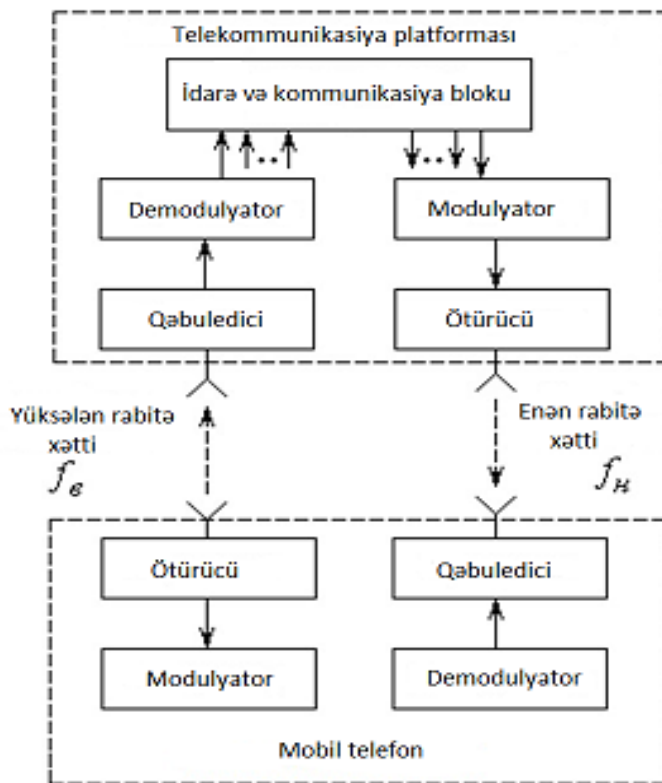 Telekommunikasiya platforması
İdarə və kommunikasiya bloku
Demodulyator
Modulyator
Qəbuledici
Ötürücü
Yüksələn rabitə
xətti
f в
Enən rabitə
xətti
f н
Ötürücü
Qəbuledici
Modulyator
Demodulyator
Mobil telefon